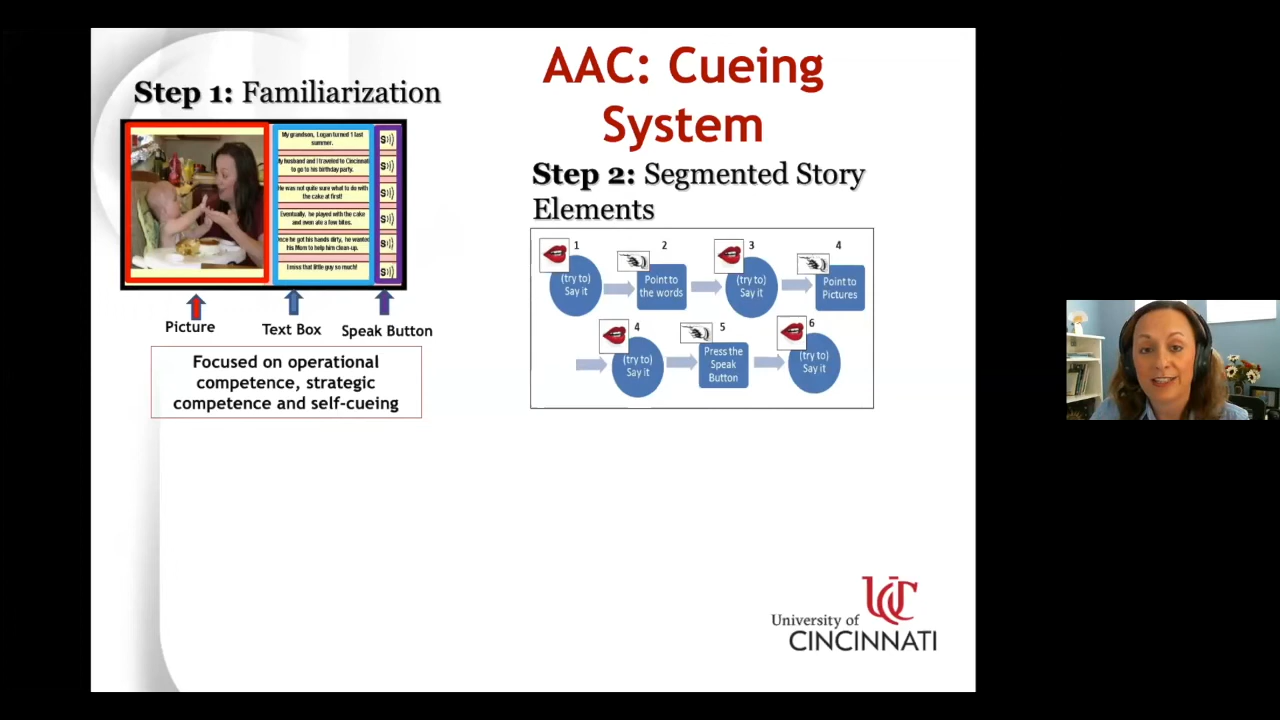 AAC: Cueing
System
Step 1: Familiarization
My grandson, Logan turned 1 last
summer.
My husband and I traveled to Cincinnati
to go to his birthday party.
He was not quite sure what to do with
the cake at first!
Eventually, he played with the cake
and even ate a few bites.
Once he got his hands dirty, he wanted
his Mom to help him clean-up.
I miss that little guy so much!
S
S
S
S
S
S
Picture
Text Box
Speak Button
Focused on operational
competence, strategic
competence and self-cueing
Step 2: Segmented Story
Elements
1
(try to)
Say it
2
Point to
the words
3
(try to)
Say it
4
Point to
Pictures
4
(try to)
Say it
5
Press the
Speak
Button
6
(try to)
Say it
UC
University of
CINCINNATI